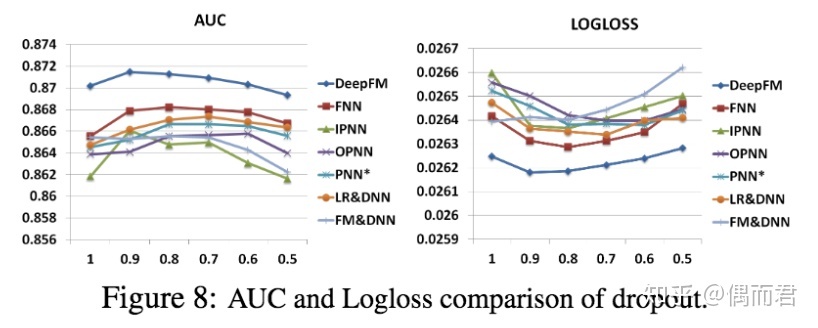 AUC
0.874
0.872
0.87
0.868
0.866
0.864
0.862
0.86
0.858
0.856
1 0.9 0.8 0.7 0.6 0.5
DeepFM
FNN
IPNN
OPNN
PNN*
LR&DNN
FM&DNN
LOGLOSS
0.0267
0.0266
0.0265
0.0264
0.0263
0.0262
0.0261
0.026
0.0259
1 0.9 0.8 0.7 0.6 0.5
DeepFM
FNN
IPNN
OPNN
PNN*
LR&DNN
FM&DNN
Figure 8: AUC and Logloss comparison of dropout.
知乎 @偶而君